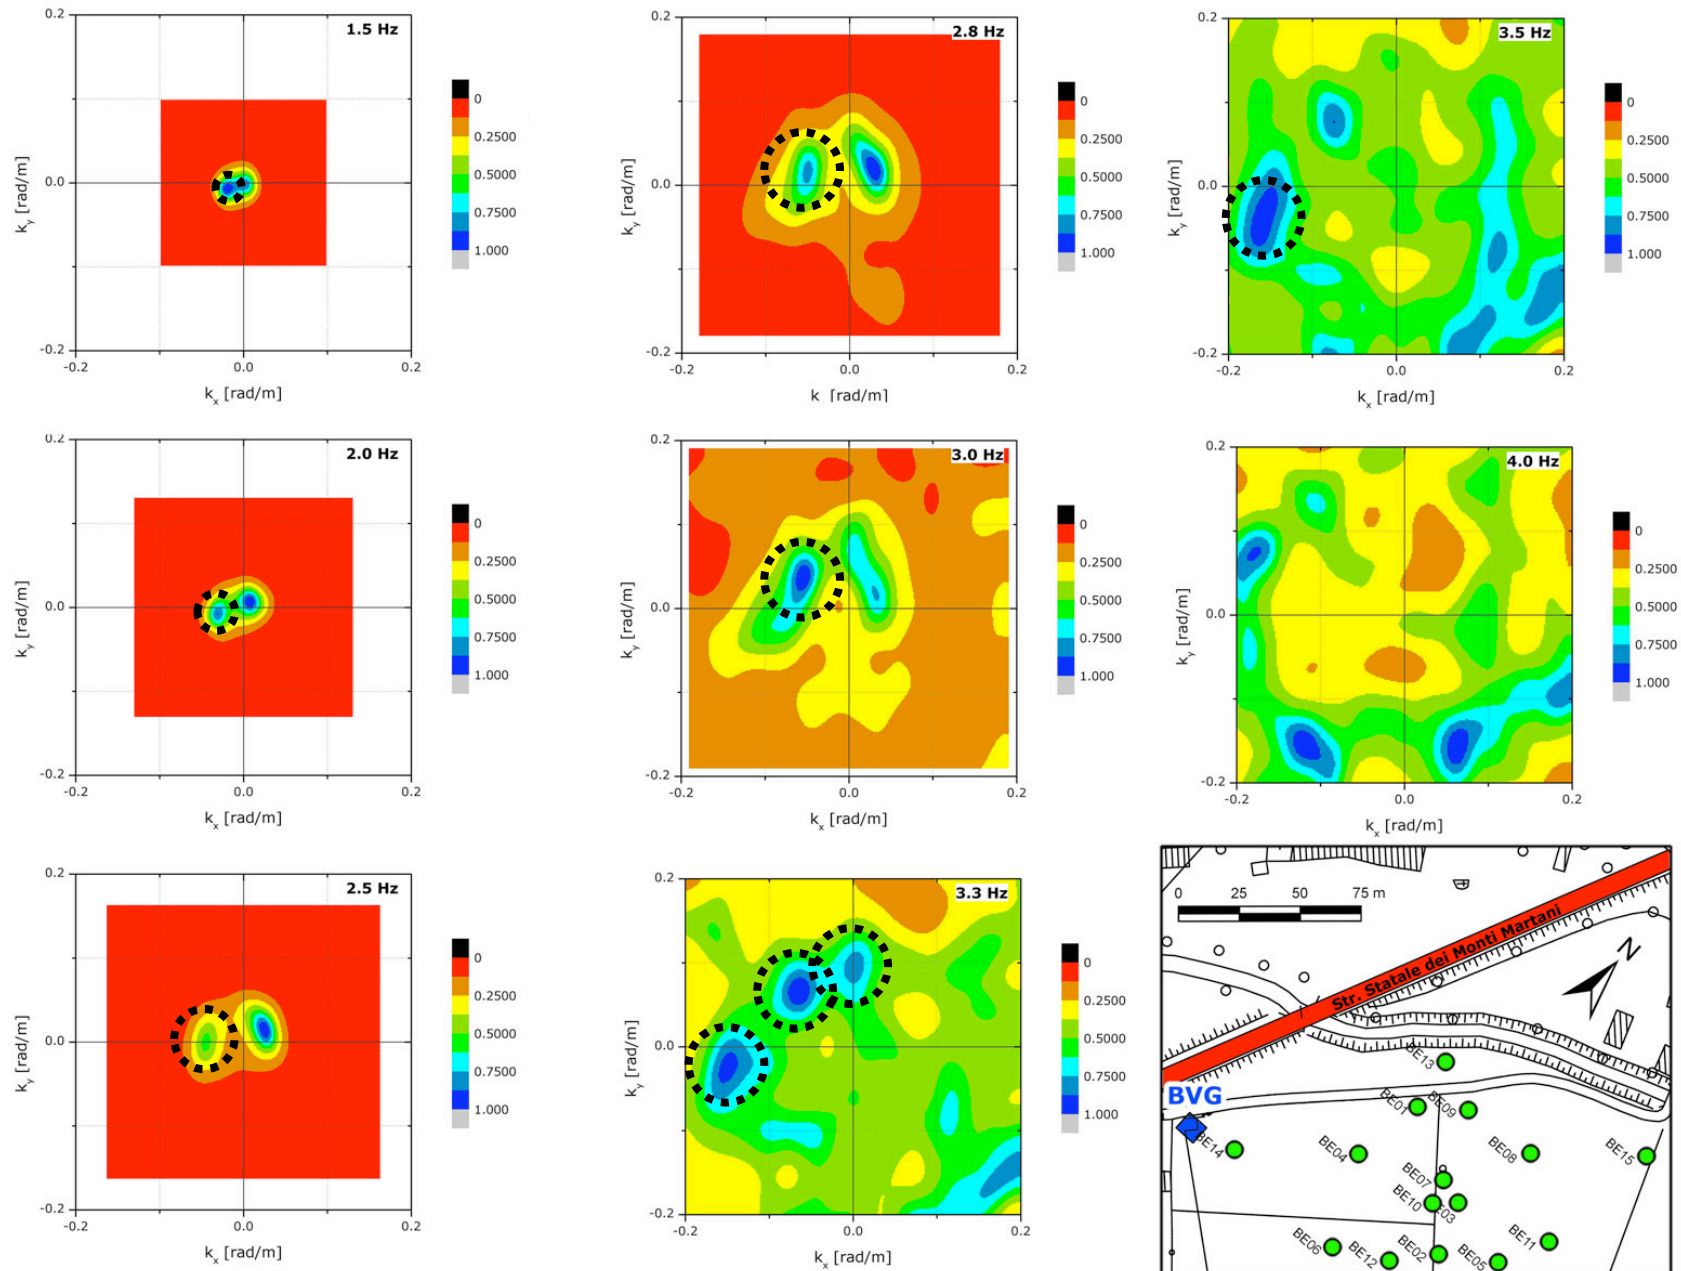 1.5 Hz
0.2
0.1
0.0
-0.2
-0.2
0.0
0.2
k_y [rad/m]
k_x [rad/m]
0
0.2500
0.5000
0.7500
1.000
2.8 Hz
0.2
0.0
-0.2
-0.2
0.0
0.2
k_y [rad/m]
k [rad/m]
0
0.2500
0.5000
0.7500
1.000
3.5 Hz
0.2
0.0
-0.2
-0.2
0.0
0.2
k_y [rad/m]
k_x [rad/m]
0
0.2500
0.5000
0.7500
1.000
2.0 Hz
0.2
0.0
-0.2
-0.2
0.0
0.2
k_y [rad/m]
k_x [rad/m]
0
0.2500
0.5000
0.7500
1.000
3.0 Hz
0.2
0.0
-0.2
-0.2
0.0
0.2
k_y [rad/m]
k_x [rad/m]
0
0.2500
0.5000
0.7500
1.000
4.0 Hz
0.2
0.0
-0.2
-0.2
0.0
0.2
k_y [rad/m]
k_x [rad/m]
0
0.2500
0.5000
0.7500
1.000
2.5 Hz
0.2
0.0
-0.2
-0.2
0.0
0.2
k_y [rad/m]
k_x [rad/m]
0
0.2500
0.5000
0.7500
1.000
3.3 Hz
0.2
0.0
-0.2
-0.2
0.0
0.2
k_y [rad/m]
k_x [rad/m]
0
0.2500
0.5000
0.7500
1.000
0 25 50 75 m
Str. Statale dei Monti Martani
N
BVG
BE13
BE01
BE09
BE14
BE04
BE08
BE15
BE07
BE10
E03
BE06
BE12
BE02
BE05
BE11